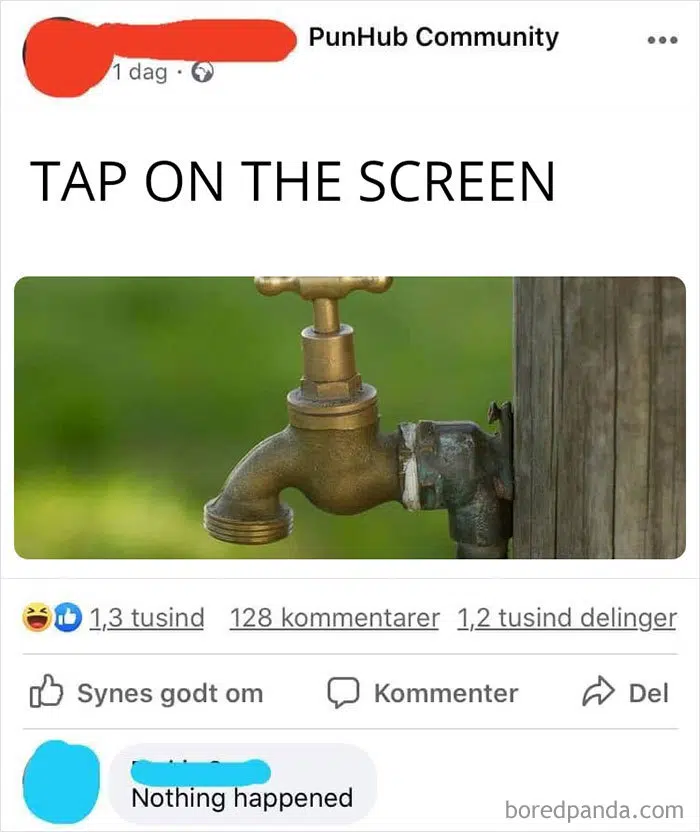 PunHub Community
1 dag ·
TAP ON THE SCREEN
1,3 tusind 128 kommentarer 1,2 tusind delinger
Synes godt om Kommenter Del
Nothing happened
boredpanda.com